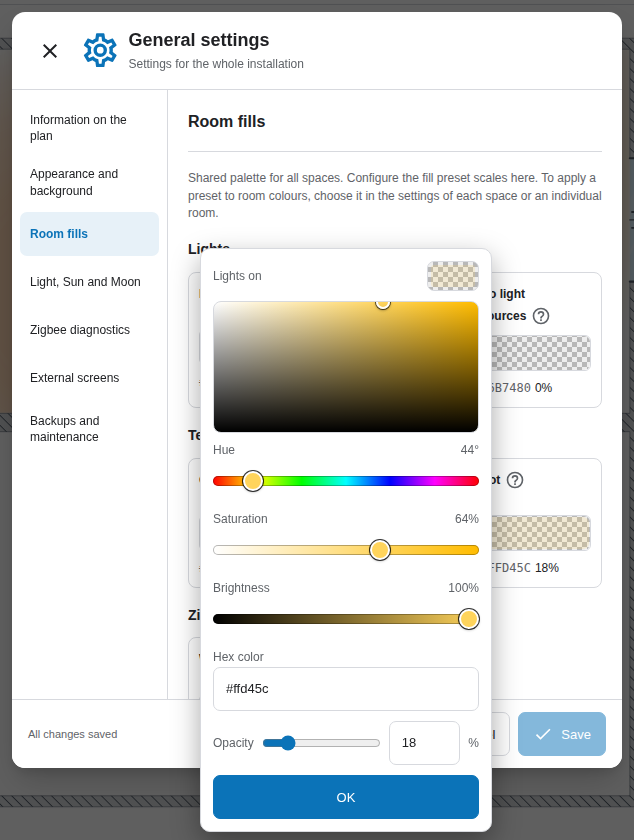 General settings
Settings for the whole installation
Information on the
plan
Appearance and
background
Room fills
Light, Sun and Moon
Zigbee diagnostics
External screens
Backups and
maintenance
Room fills
Shared palette for all spaces. Configure the fill preset scales here. To apply a
preset to room colours, choose it in the settings of each space or an individual
room.
Lights on
Hue
44°
Saturation
64%
Brightness
100%
Hex color
#ffd45c
Opacity
18
%
OK
light
0%
18%
All changes saved
Save